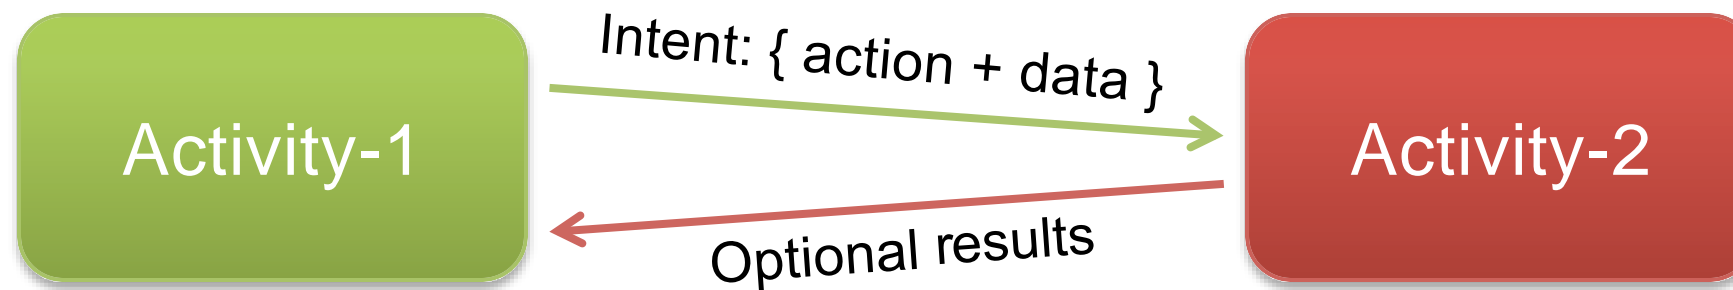 Activity-1
Intent: { action + data }
Optional results
Activity-2